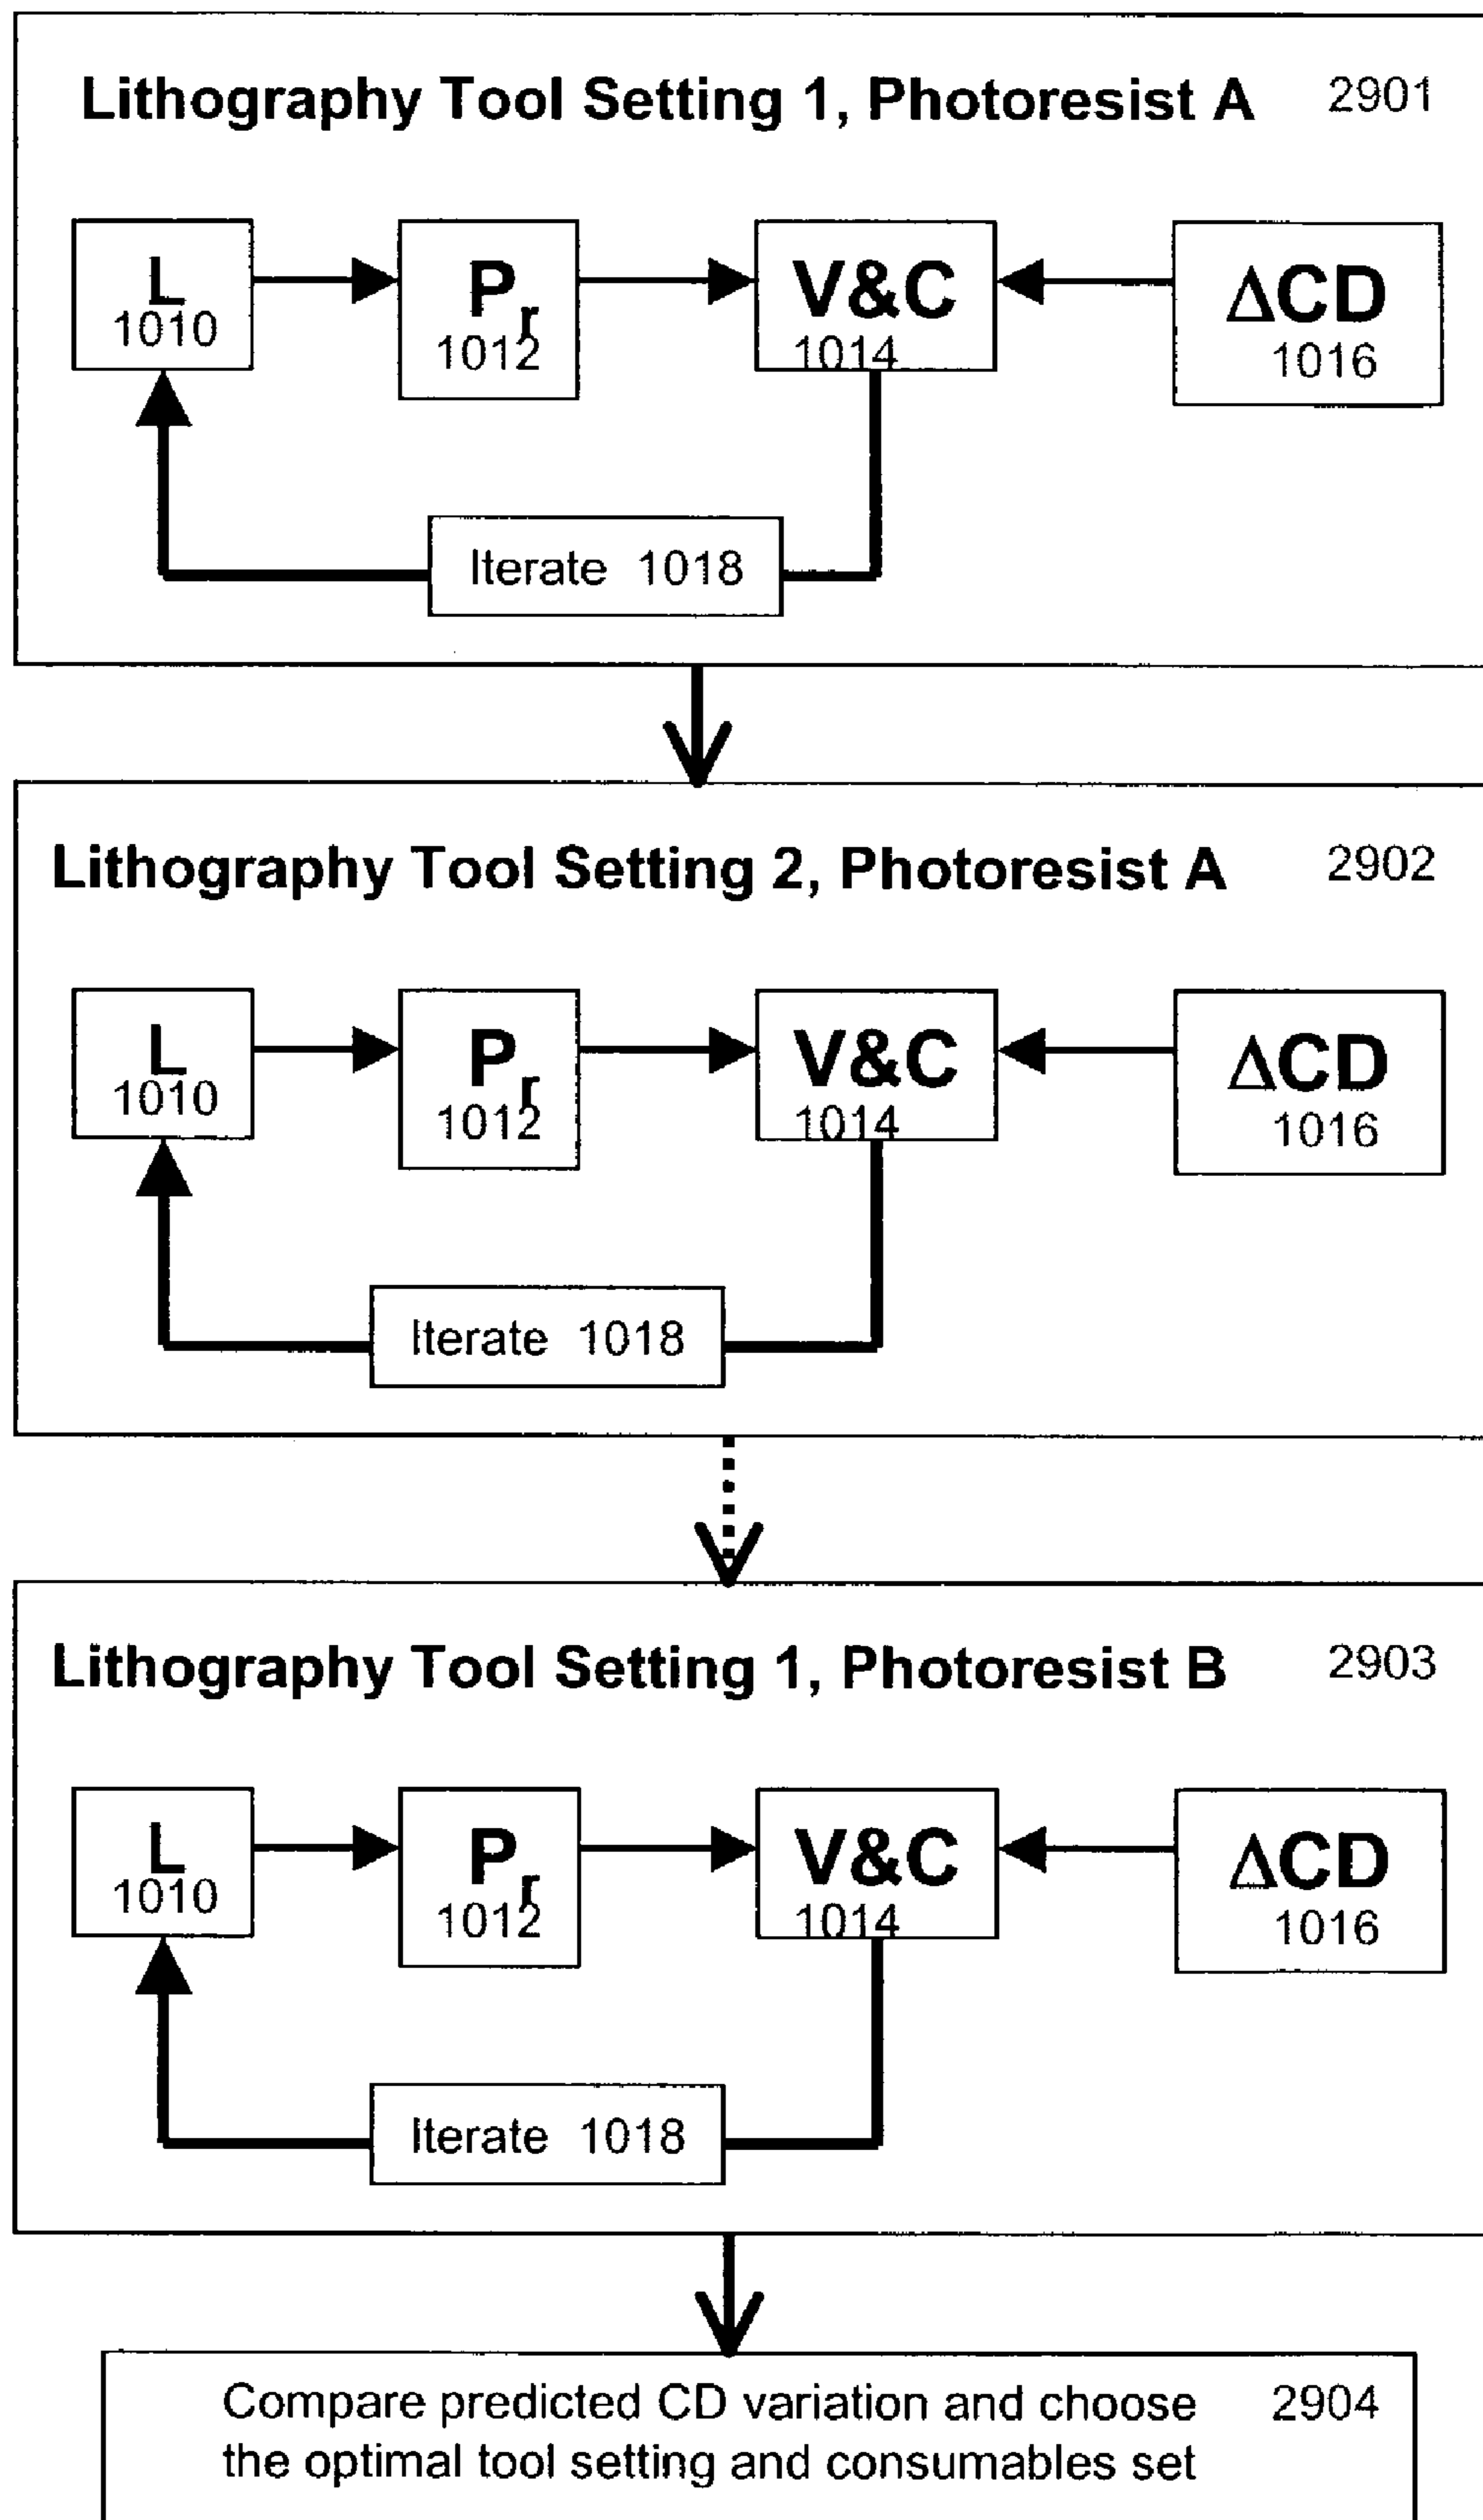 Lithography Tool Setting 1, Photoresist A 2901
L
1010
Pr
1012
V&C
1014
ΔCD
1016
Iterate 1018
Lithography Tool Setting 2, Photoresist A 2902
L
1010
Pr
1012
V&C
1014
ΔCD
1016
Iterate 1018
Lithography Tool Setting 1, Photoresist B 2903
L
1010
Pr
1012
V&C
1014
ΔCD
1016
Iterate 1018
Compare predicted CD variation and choose 2904
the optimal tool setting and consumables set